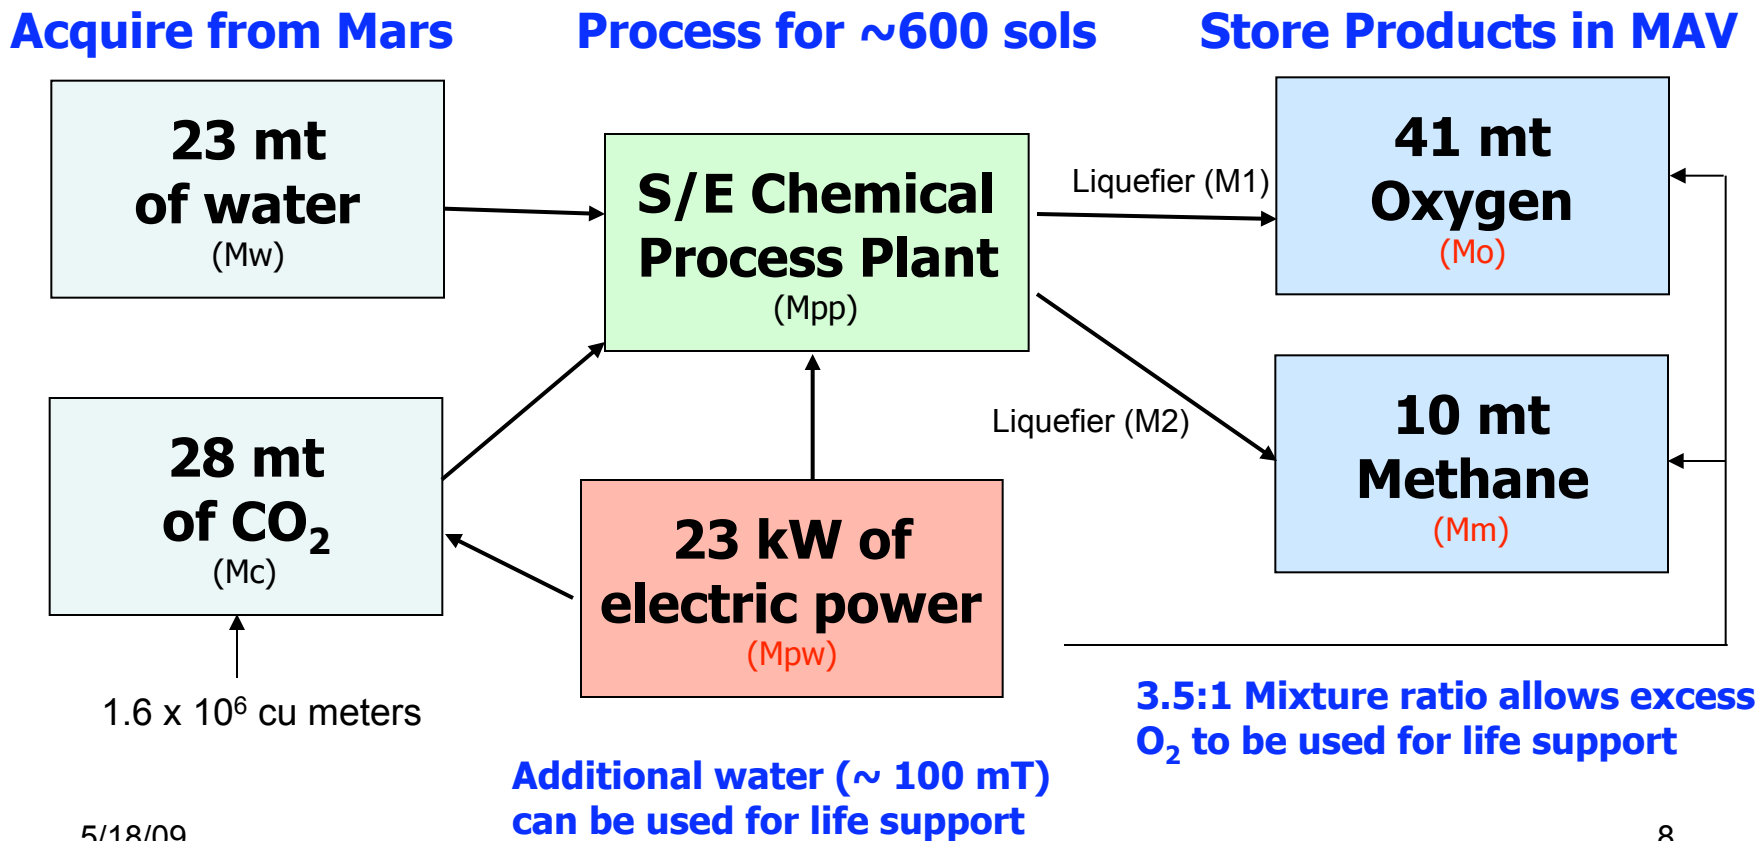 Acquire from Mars
Process for ~600 sols
Store Products in MAV
23 mt
of water
(Mw)
S/E Chemical
Process Plant
(Mpp)
Liquefier (M1)
41 mt
Oxygen
(Mo)
28 mt
of CO₂
(Mc)
Liquefier (M2)
10 mt
Methane
(Mm)
23 kW of
electric power
(Mpw)
1.6 x 10⁶ cu meters
3.5:1 Mixture ratio allows excess
O₂ to be used for life support
Additional water (~ 100 mT)
can be used for life support
5/18/09
8